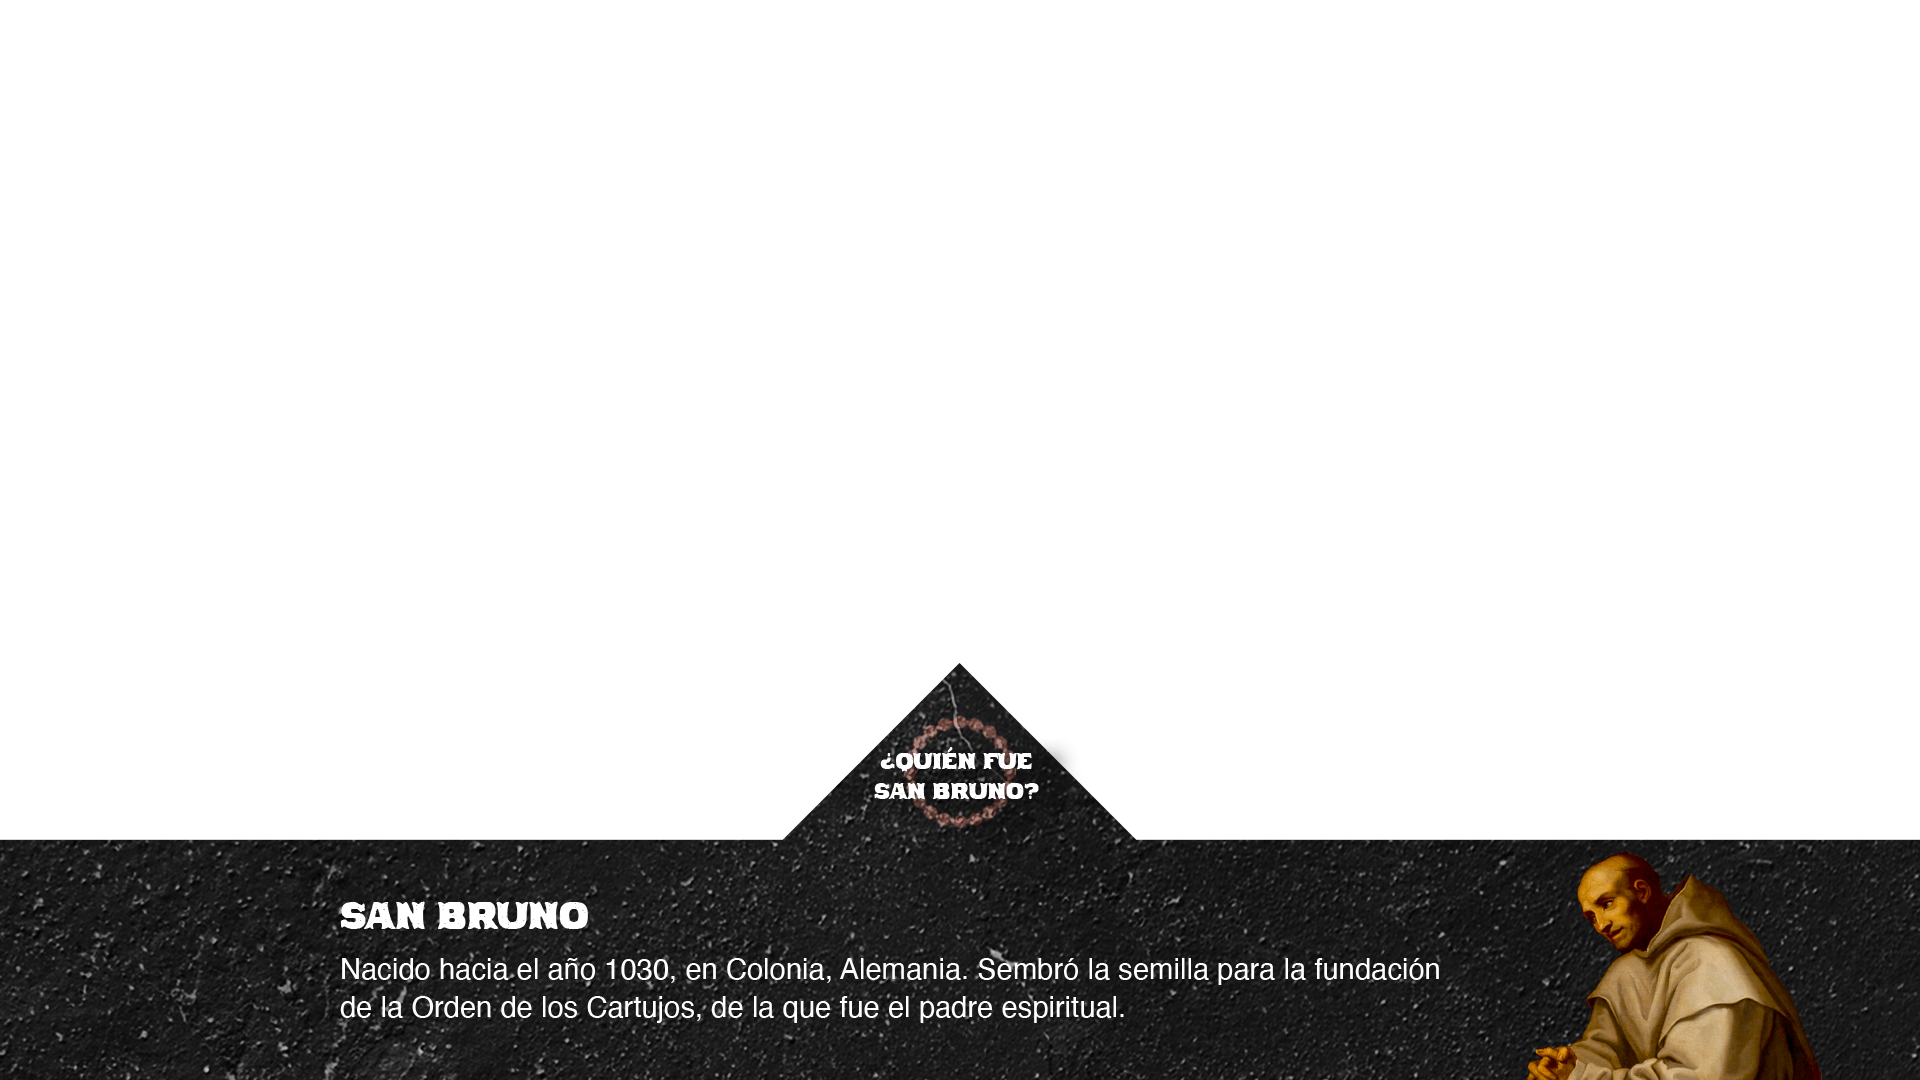 ¿QUIÉN FUE
SAN BRUNO?
SAN BRUNO
Nacido hacia el año 1030, en Colonia, Alemania. Sembró la semilla para la fundación
de la Orden de los Cartujos, de la que fue el padre espiritual.